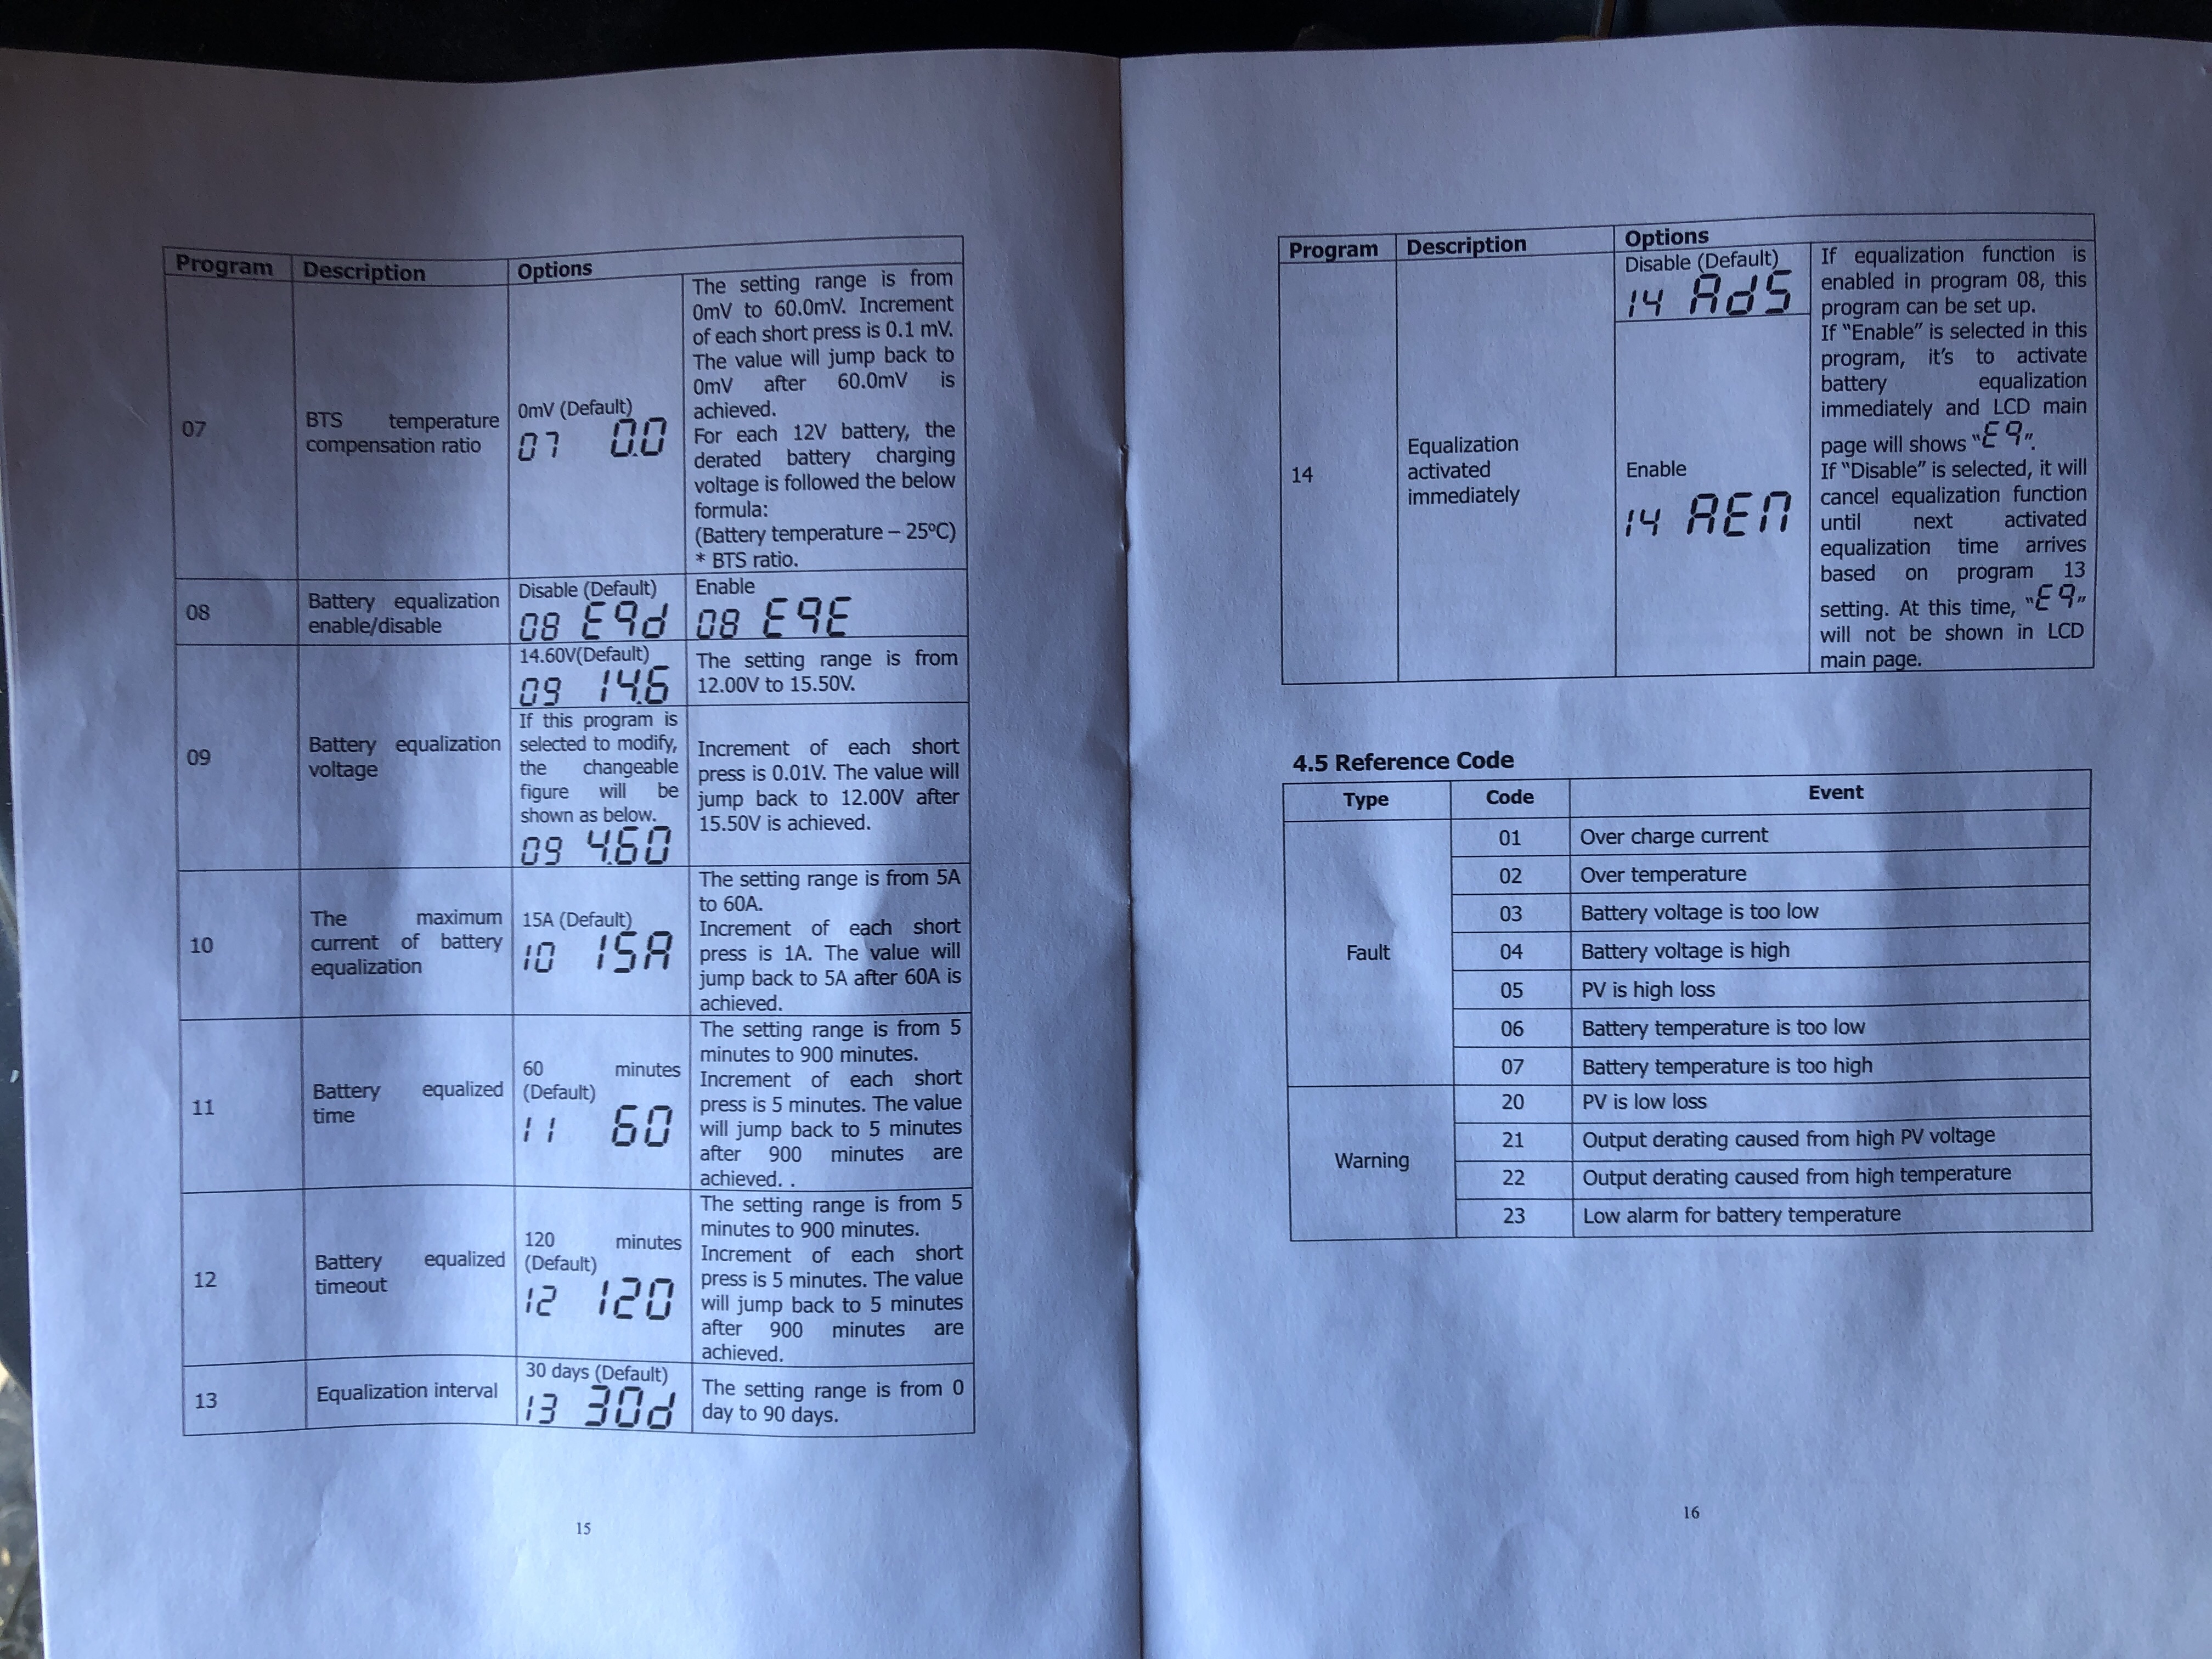 Program Description Options
07
BTS temperature
compensation ratio
0mV (Default)
07 0.0
The setting range is from
0mV to 60.0mV. Increment
of each short press is 0.1 mV.
The value will jump back to
0mV after 60.0mV is
achieved.
For each 12V battery, the
derated battery charging
voltage is followed the below
formula:
(Battery temperature – 25ºC)
* BTS ratio.
08
Battery equalization
enable/disable
Disable (Default)
08 Eqd
Enable
08 EqE
09
Battery equalization
voltage
14.60V(Default)
09 14.6
The setting range is from
12.00V to 15.50V.
If this program is
selected to modify,
the changeable
figure will be
shown as below.
09 4.60
Increment of each short
press is 0.01V. The value will
jump back to 12.00V after
15.50V is achieved.
10
The maximum
current of battery
equalization
15A (Default)
10 15A
The setting range is from 5A
to 60A.
Increment of each short
press is 1A. The value will
jump back to 5A after 60A is
achieved.
11
Battery equalized
time
60 minutes
(Default)
11 60
The setting range is from 5
minutes to 900 minutes.
Increment of each short
press is 5 minutes. The value
will jump back to 5 minutes
after 900 minutes are
achieved. .
12
Battery equalized
timeout
120 minutes
(Default)
12 120
The setting range is from 5
minutes to 900 minutes.
Increment of each short
press is 5 minutes. The value
will jump back to 5 minutes
after 900 minutes are
achieved.
13
Equalization interval
30 days (Default)
13 30d
The setting range is from 0
day to 90 days.
15
Program Description Options
14
Equalization
activated
immediately
Disable (Default)
14 AdS
Enable
14 AEN
If equalization function is
enabled in program 08, this
program can be set up.
If “Enable” is selected in this
program, it’s to activate
battery equalization
immediately and LCD main
page will shows “Eq”.
If “Disable” is selected, it will
cancel equalization function
until next activated
equalization time arrives
based on program 13
setting. At this time, “Eq”
will not be shown in LCD
main page.
4.5 Reference Code
Type Code Event
Fault
01 Over charge current
02 Over temperature
03 Battery voltage is too low
04 Battery voltage is high
05 PV is high loss
06 Battery temperature is too low
07 Battery temperature is too high
Warning
20 PV is low loss
21 Output derating caused from high PV voltage
22 Output derating caused from high temperature
23 Low alarm for battery temperature
16